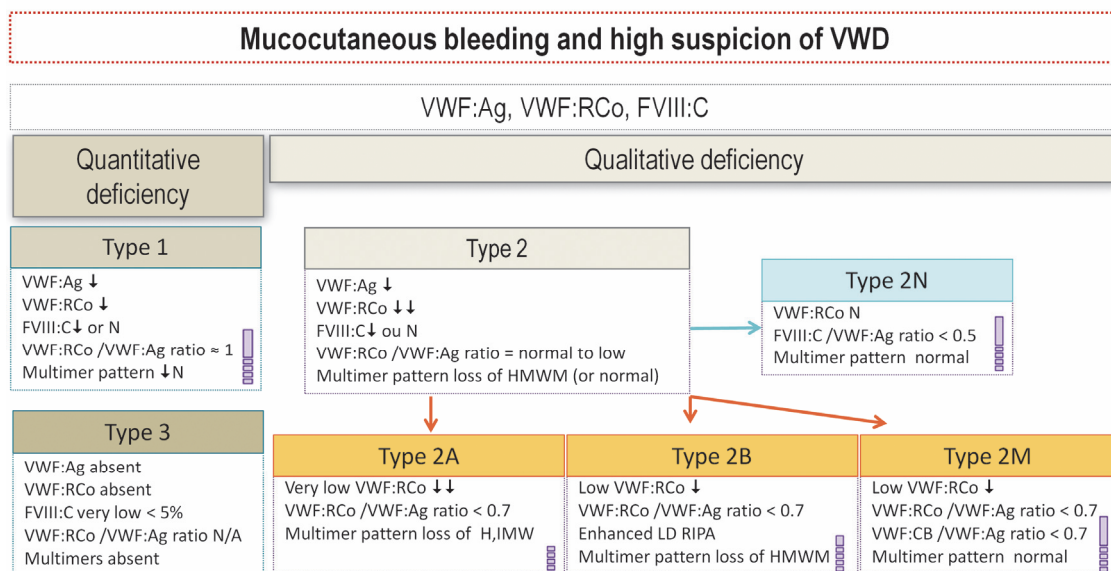 Mucocutaneous bleeding and high suspicion of VWD
VWF:Ag, VWF:RCo, FVIII:C
Quantitative
deficiency
Qualitative deficiency
Type 1
VWF:Ag ↓
VWF:RCo ↓
FVIII:C↓ or N
VWF:RCo /VWF:Ag ratio ≈ 1
Multimer pattern ↓N
Type 2
VWF:Ag ↓
VWF:RCo ↓↓
FVIII:C↓ ou N
VWF:RCo /VWF:Ag ratio = normal to low
Multimer pattern loss of HMWM (or normal)
Type 2N
VWF:RCo N
FVIII:C /VWF:Ag ratio < 0.5
Multimer pattern normal
Type 3
VWF:Ag absent
VWF:RCo absent
FVIII:C very low < 5%
VWF:RCo /VWF:Ag ratio N/A
Multimers absent
Type 2A
Very low VWF:RCo ↓↓
VWF:RCo /VWF:Ag ratio < 0.7
Multimer pattern loss of H,IMW
Type 2B
Low VWF:RCo ↓
VWF:RCo /VWF:Ag ratio < 0.7
Enhanced LD RIPA
Multimer pattern loss of HMWM
Type 2M
Low VWF:RCo ↓
VWF:RCo /VWF:Ag ratio < 0.7
VWF:CB /VWF:Ag ratio < 0.7
Multimer pattern normal